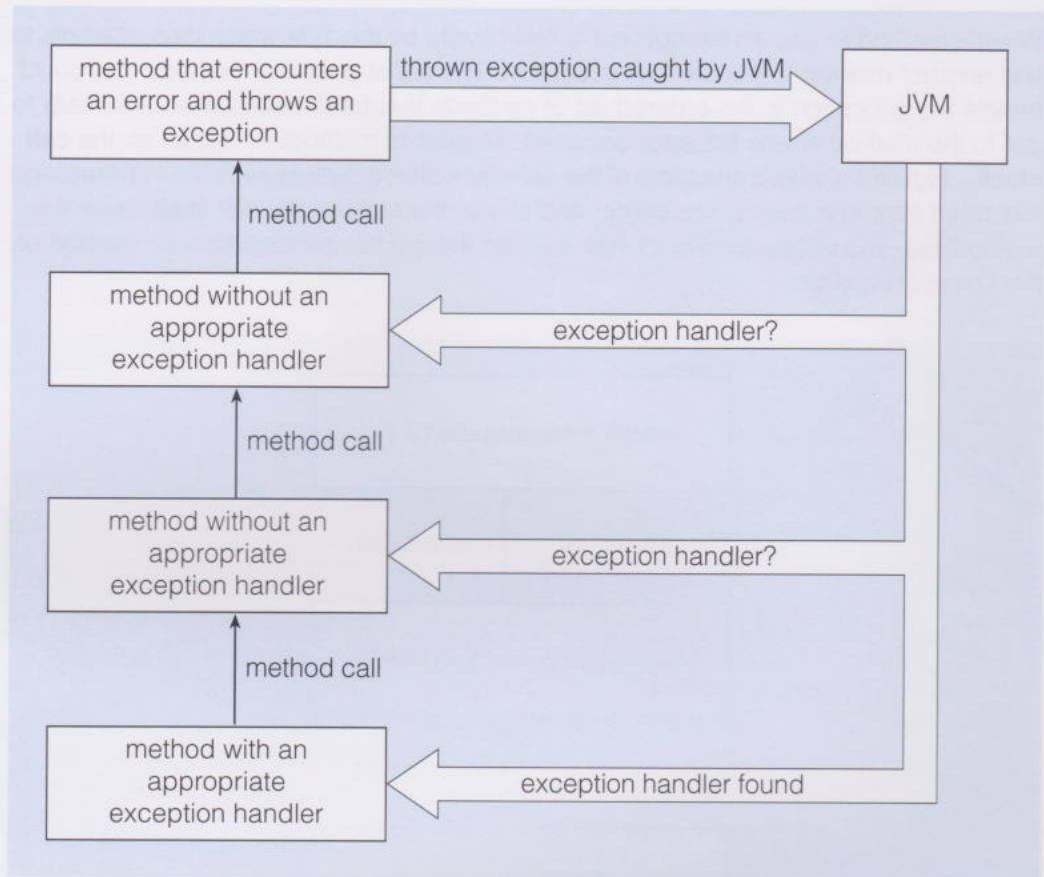 method that encounters
an error and throws an
exception
thrown exception caught by JVM
JVM
method call
method without an
appropriate
exception handler
exception handler?
method call
method without an
appropriate
exception handler
exception handler?
method call
method with an
appropriate
exception handler
exception handler found